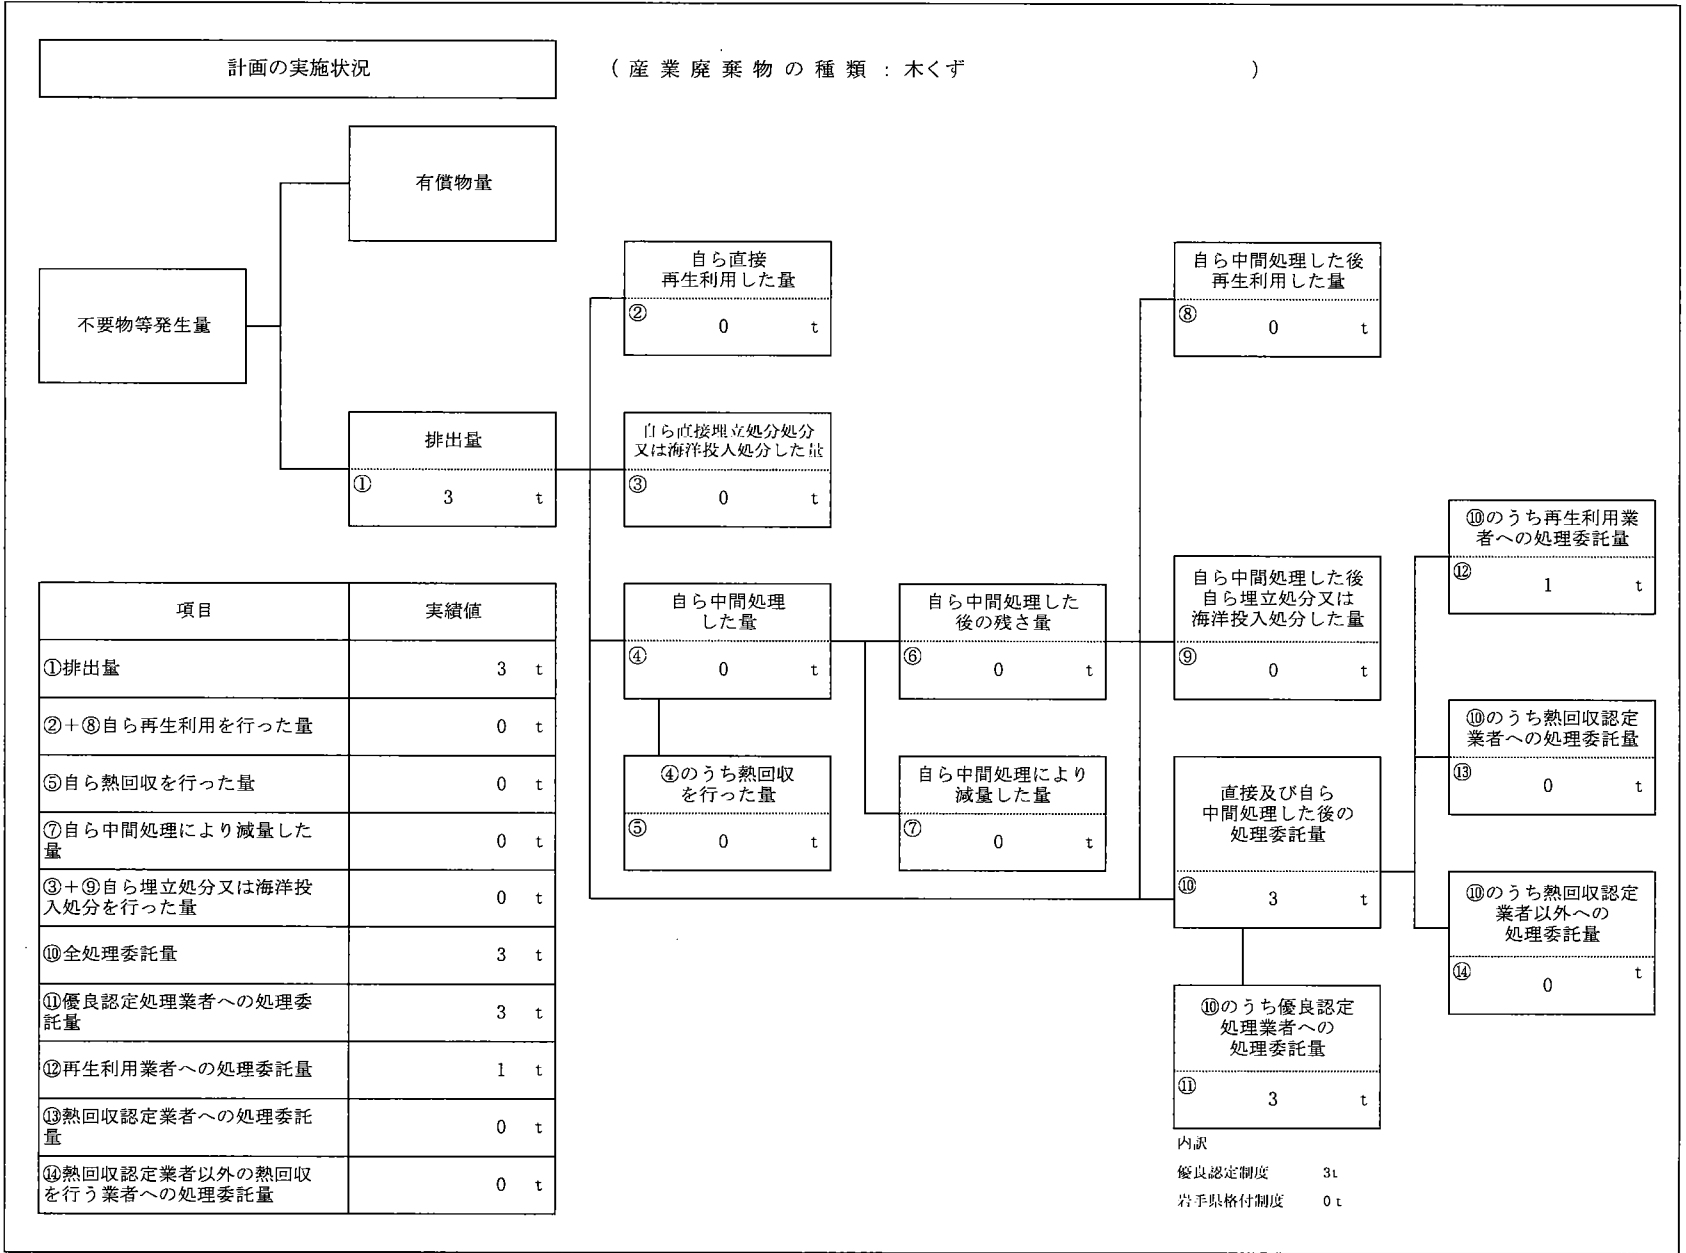 計画の実施状況
（産業廃棄物の種類：木くず　　　　）
有償物量
不要物等発生量
排出量
① 3 t
自ら直接
再生利用した量
② 0 t
自ら直接埋立処分処分
又は海洋投入処分した量
③ 0 t
自ら中間処理
した量
④ 0 t
④のうち熱回収
を行った量
⑤ 0 t
自ら中間処理した
後の残さ量
⑥ 0 t
自ら中間処理により
減量した量
⑦ 0 t
自ら中間処理した後
再生利用した量
⑧ 0 t
自ら中間処理した後
自ら埋立処分又は
海洋投入処分した量
⑨ 0 t
直接及び自ら
中間処理した後の
処理委託量
⑩ 3 t
⑩のうち優良認定
処理業者への
処理委託量
⑪ 3 t
内訳
優良認定制度 3t
岩手県格付制度 0t
⑩のうち再生利用業
者への処理委託量
⑫ 1 t
⑩のうち熱回収認定
業者への処理委託量
⑬ 0 t
⑩のうち熱回収認定
業者以外への
処理委託量
⑭ 0 t
項目 実績値
①排出量 3 t
②＋⑧自ら再生利用を行った量 0 t
⑤自ら熱回収を行った量 0 t
⑦自ら中間処理により減量した
量 0 t
③＋⑨自ら埋立処分又は海洋投
入処分を行った量 0 t
⑩全処理委託量 3 t
⑪優良認定処理業者への処理委
託量 3 t
⑫再生利用業者への処理委託量 1 t
⑬熱回収認定業者への処理委託
量 0 t
⑭熱回収認定業者以外の熱回収
を行う業者への処理委託量 0 t